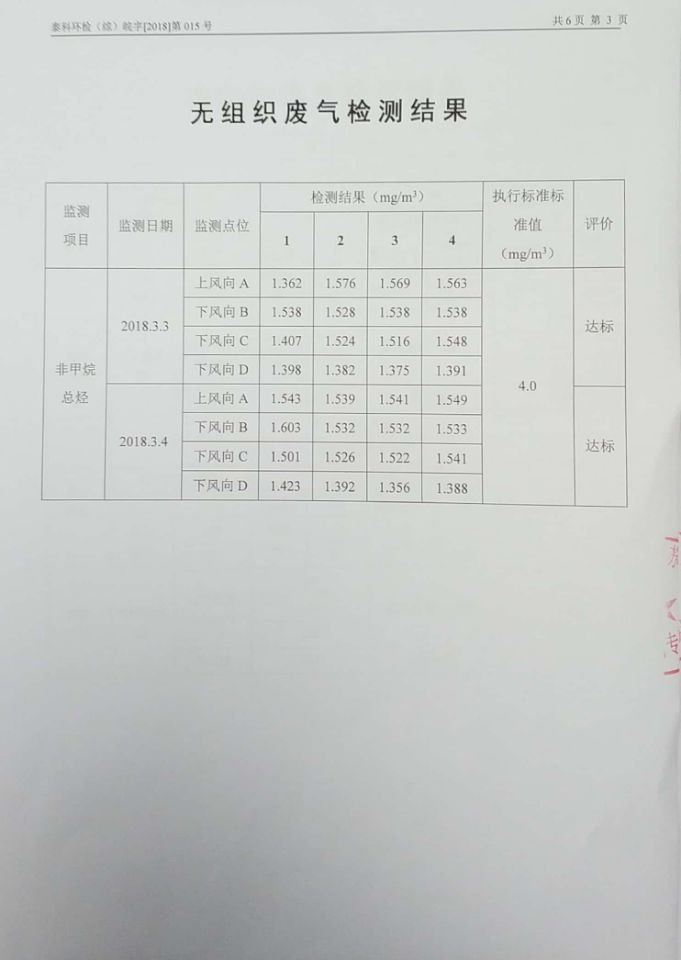 泰科环检（综）皖字[2018]第 015 号
共 6 页 第 3 页
无组织废气检测结果
监测项目 监测日期 监测点位 检测结果（mg/m³） 执行标准标准值（mg/m³） 评价
1 2 3 4
非甲烷总烃 2018.3.3 上风向 A 1.362 1.576 1.569 1.563 4.0 达标
下风向 B 1.538 1.528 1.538 1.538
下风向 C 1.407 1.524 1.516 1.548
下风向 D 1.398 1.382 1.375 1.391
2018.3.4 上风向 A 1.543 1.539 1.541 1.549 达标
下风向 B 1.603 1.532 1.532 1.533
下风向 C 1.501 1.526 1.522 1.541
下风向 D 1.423 1.392 1.356 1.388